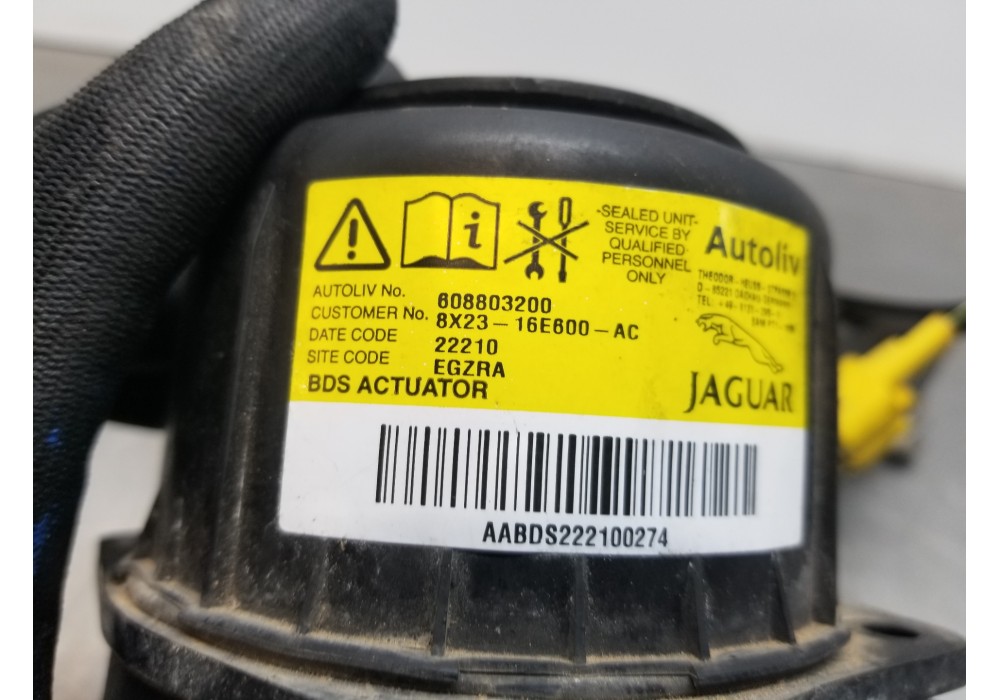 -SEALED UNIT-
SERVICE BY
QUALIFIED
PERSONNEL
ONLY
Autoliv
AUTOLIV No. 608803200
CUSTOMER No. 8X23-16E600-AC
DATE CODE 22210
SITE CODE EGZRA
BDS ACTUATOR
JAGUAR
AABDS222100274